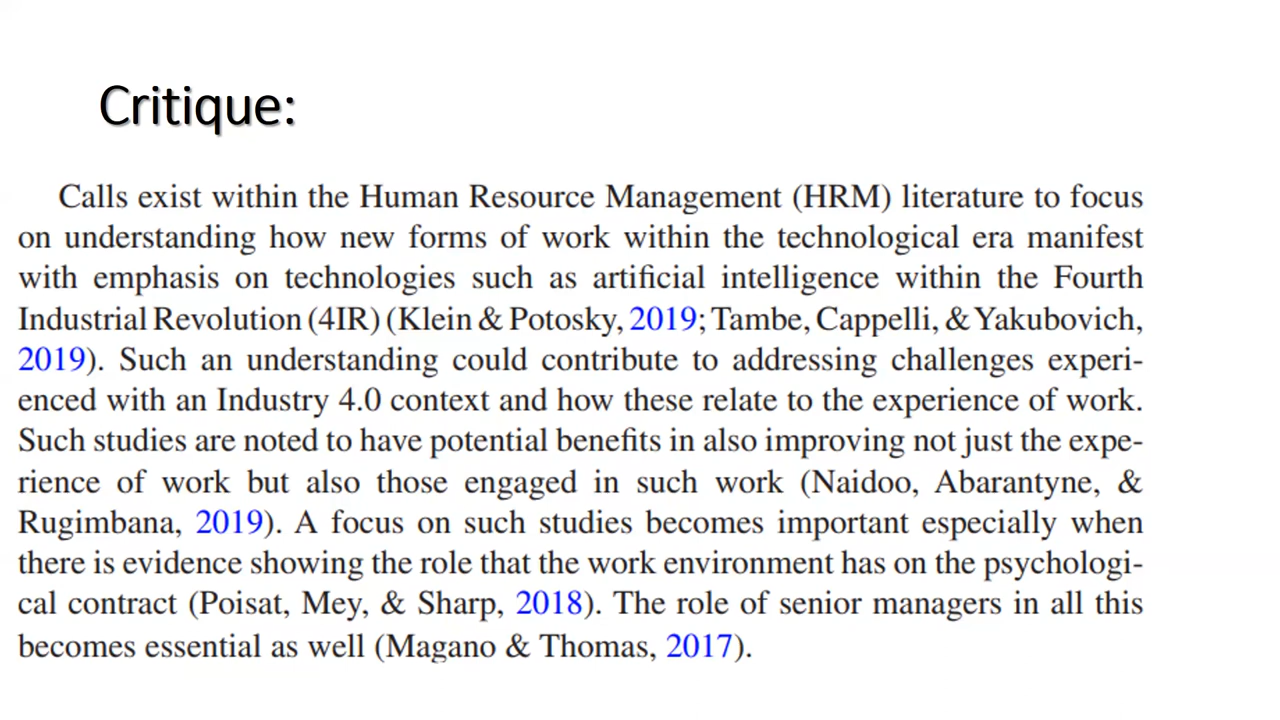 Critique:
Calls exist within the Human Resource Management (HRM) literature to focus
on understanding how new forms of work within the technological era manifest
with emphasis on technologies such as artificial intelligence within the Fourth
Industrial Revolution (4IR) (Klein & Potosky, 2019; Tambe, Cappelli, & Yakubovich,
2019). Such an understanding could contribute to addressing challenges experi-
enced with an Industry 4.0 context and how these relate to the experience of work.
Such studies are noted to have potential benefits in also improving not just the expe-
rience of work but also those engaged in such work (Naidoo, Abarantyne, &
Rugimbana, 2019). A focus on such studies becomes important especially when
there is evidence showing the role that the work environment has on the psychologi-
cal contract (Poisat, Mey, & Sharp, 2018). The role of senior managers in all this
becomes essential as well (Magano & Thomas, 2017).